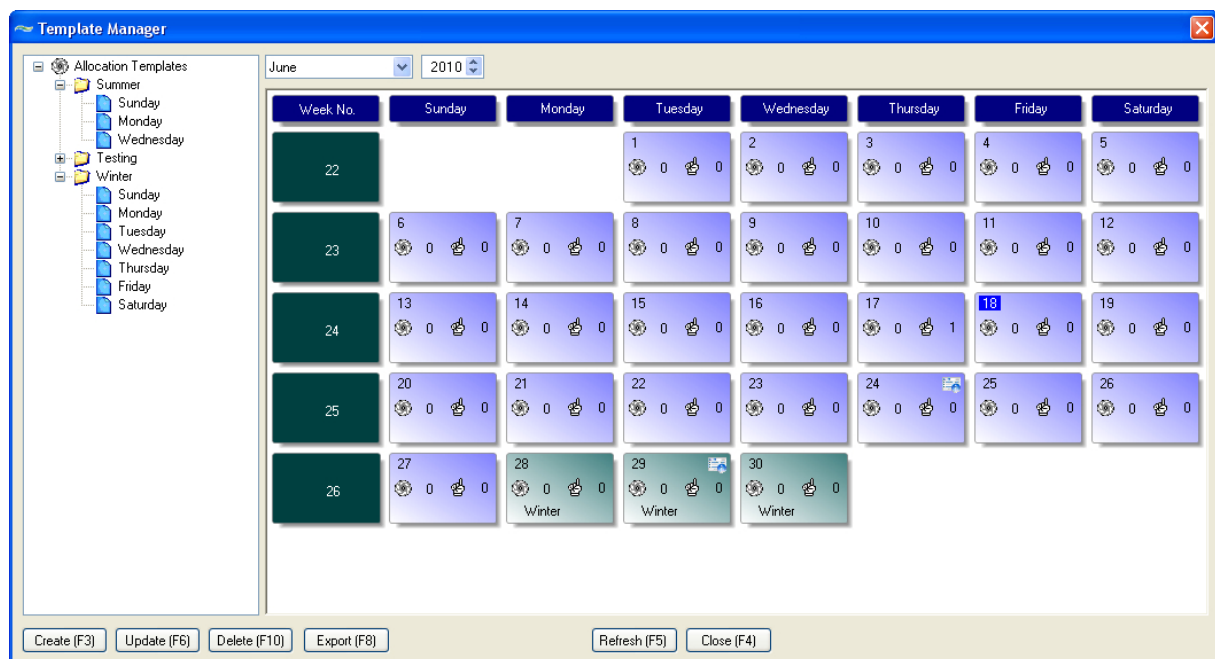 Template Manager
Allocation Templates
Summer
Sunday
Monday
Wednesday
Testing
Winter
Sunday
Monday
Tuesday
Wednesday
Thursday
Friday
Saturday
June 2010
Week No. Sunday Monday Tuesday Wednesday Thursday Friday Saturday
1 2 3 4 5
22 0 0 0 0 0 0 0 0 0 0
6 7 8 9 10 11 12
23 0 0 0 0 0 0 0 0 0 0 0 0 0 0
13 14 15 16 17 18 19
24 0 0 0 0 0 0 0 0 0 1 0 0 0 0
20 21 22 23 24 25 26
25 0 0 0 0 0 0 0 0 0 0 0 0 0 0
27 28 29 30
26 0 0 0 0 0 0 0 0
Winter Winter Winter
Create (F3) Update (F6) Delete (F10) Export (F8) Refresh (F5) Close (F4)